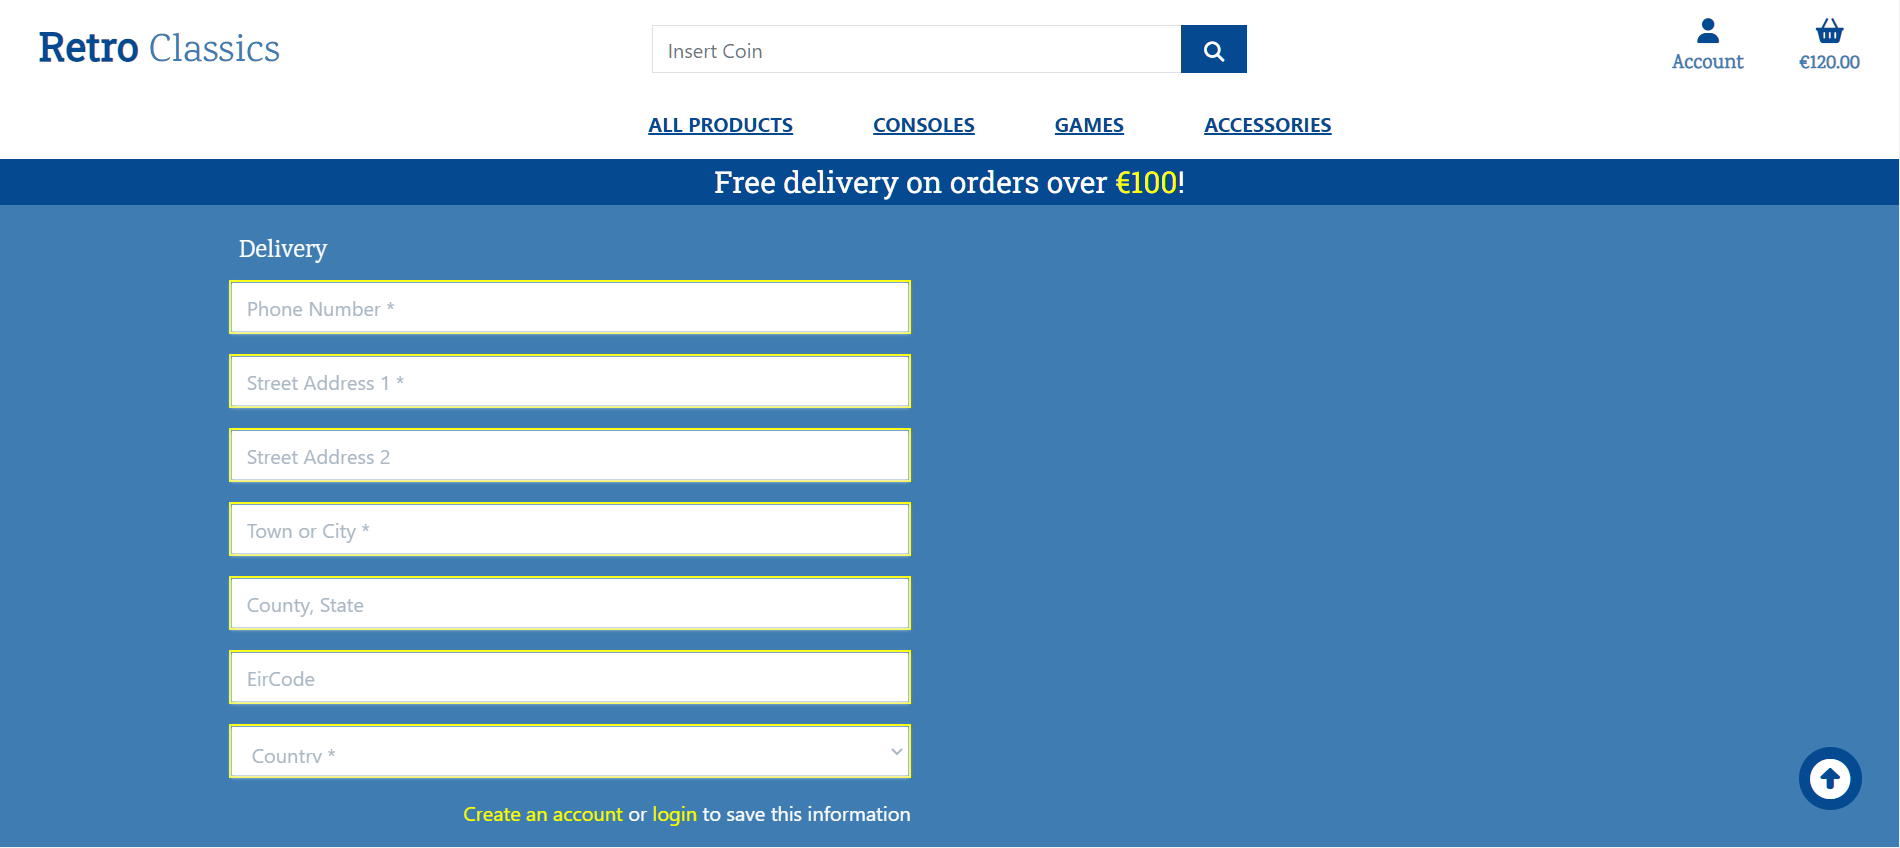 Retro Classics
Insert Coin
Account
€120.00
ALL PRODUCTS
CONSOLES
GAMES
ACCESSORIES
Free delivery on orders over €100!
Delivery
Phone Number *
Street Address 1 *
Street Address 2
Town or City *
County, State
EirCode
Country *
Create an account or login to save this information